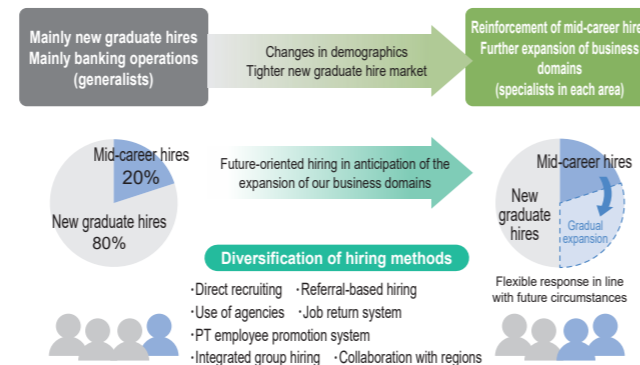 Mainly new graduate hires
Mainly banking operations
(generalists)
Changes in demographics
Tighter new graduate hire market
Reinforcement of mid-career hire
Further expansion of business
domains
(specialists in each area)
Mid-career hires
20%
New graduate hires
80%
Future-oriented hiring in anticipation of the
expansion of our business domains
Mid-career hires
New
graduate
hires
Gradual
expansion
Diversification of hiring methods
・Direct recruiting ・Referral-based hiring
・Use of agencies ・Job return system
・PT employee promotion system
・Integrated group hiring ・Collaboration with regions
Flexible response in line
with future circumstances